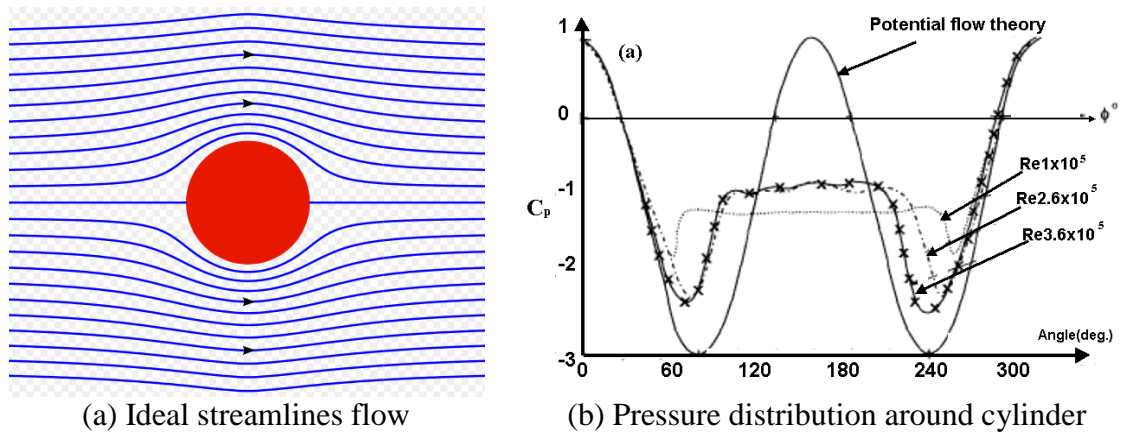 1
Potential flow theory
(a)
0
ϕ°
-1
Re1x10⁵
Cₚ
Re2.6x10⁵
-2
Re3.6x10⁵
Angle(deg.)
-3
0 60 120 180 240 300
(a) Ideal streamlines flow
(b) Pressure distribution around cylinder